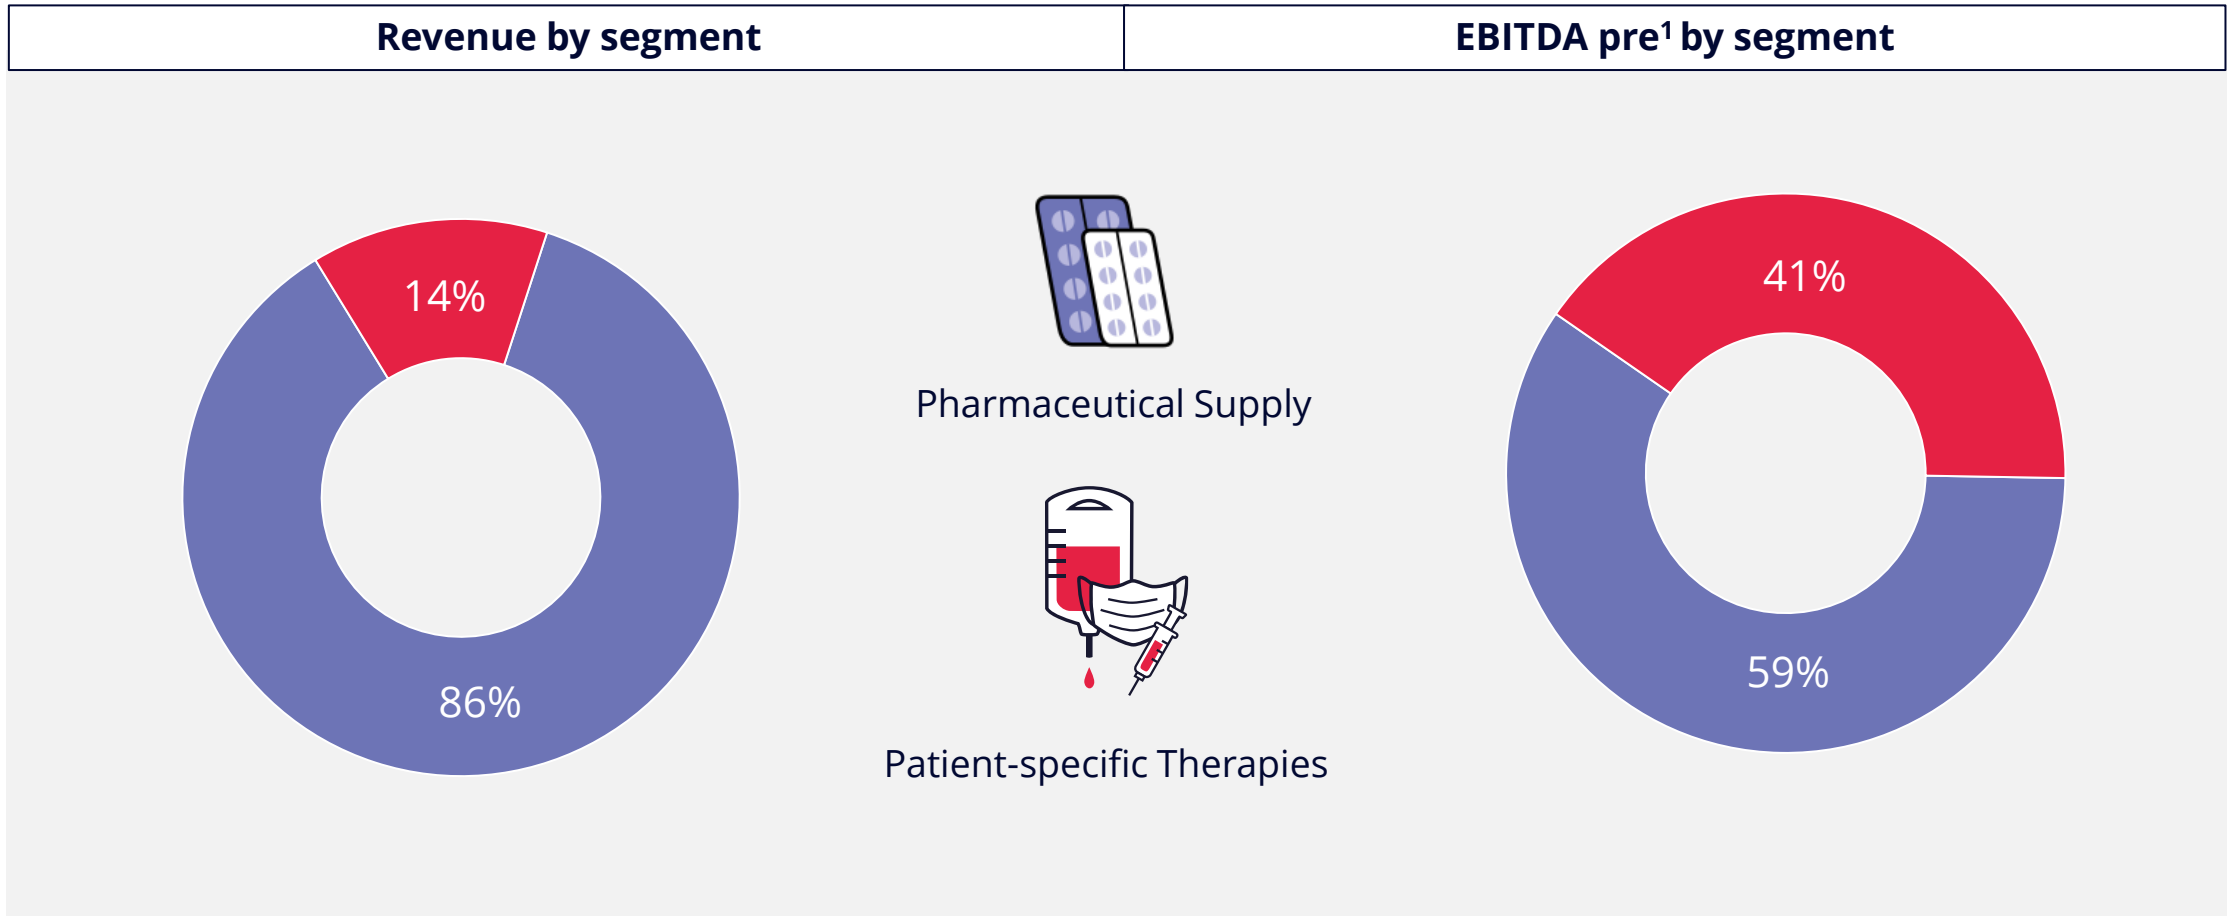 Revenue by segment
EBITDA pre¹ by segment
14%
86%
Pharmaceutical Supply
Patient-specific Therapies
41%
59%